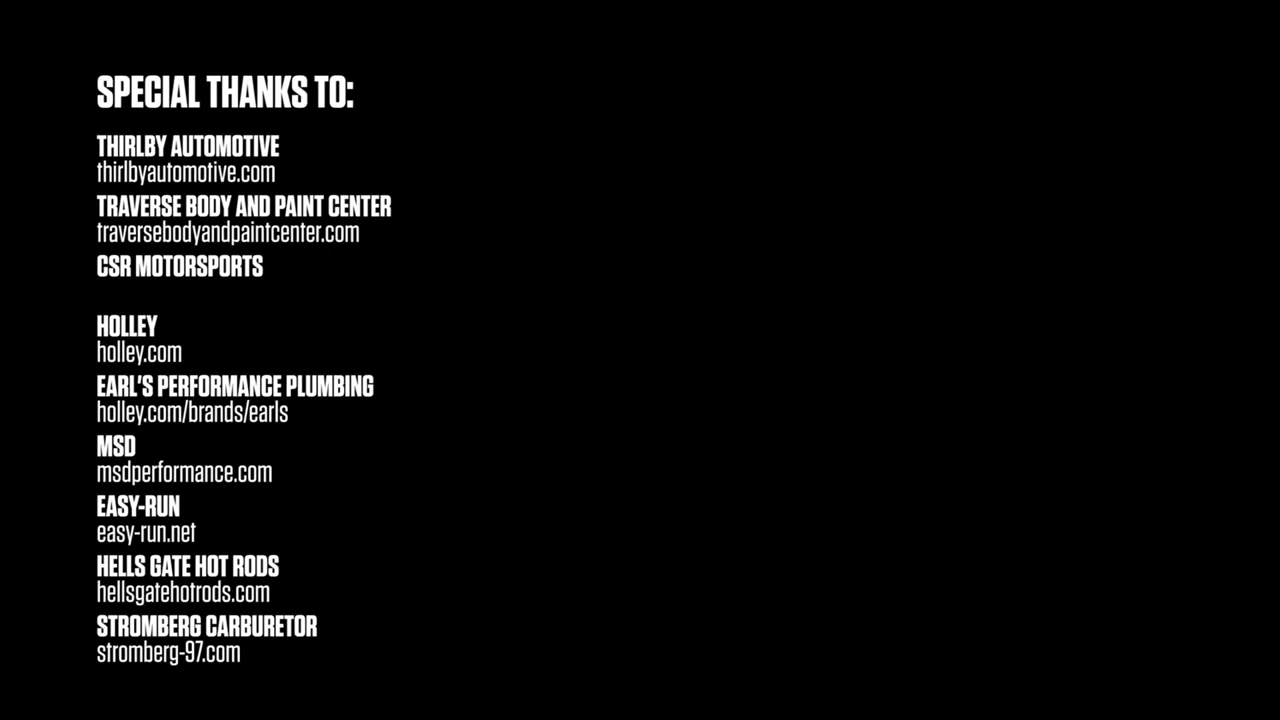 SPECIAL THANKS TO:
THIRLBY AUTOMOTIVE
thirlbyautomotive.com
TRAVERSE BODY AND PAINT CENTER
traversebodyandpaintcenter.com
CSR MOTORSPORTS
HOLLEY
holley.com
EARL'S PERFORMANCE PLUMBING
holley.com/brands/earls
MSD
msdperformance.com
EASY-RUN
easy-run.net
HELLS GATE HOT RODS
hellsgatehotrods.com
STROMBERG CARBURETOR
stromberg-97.com